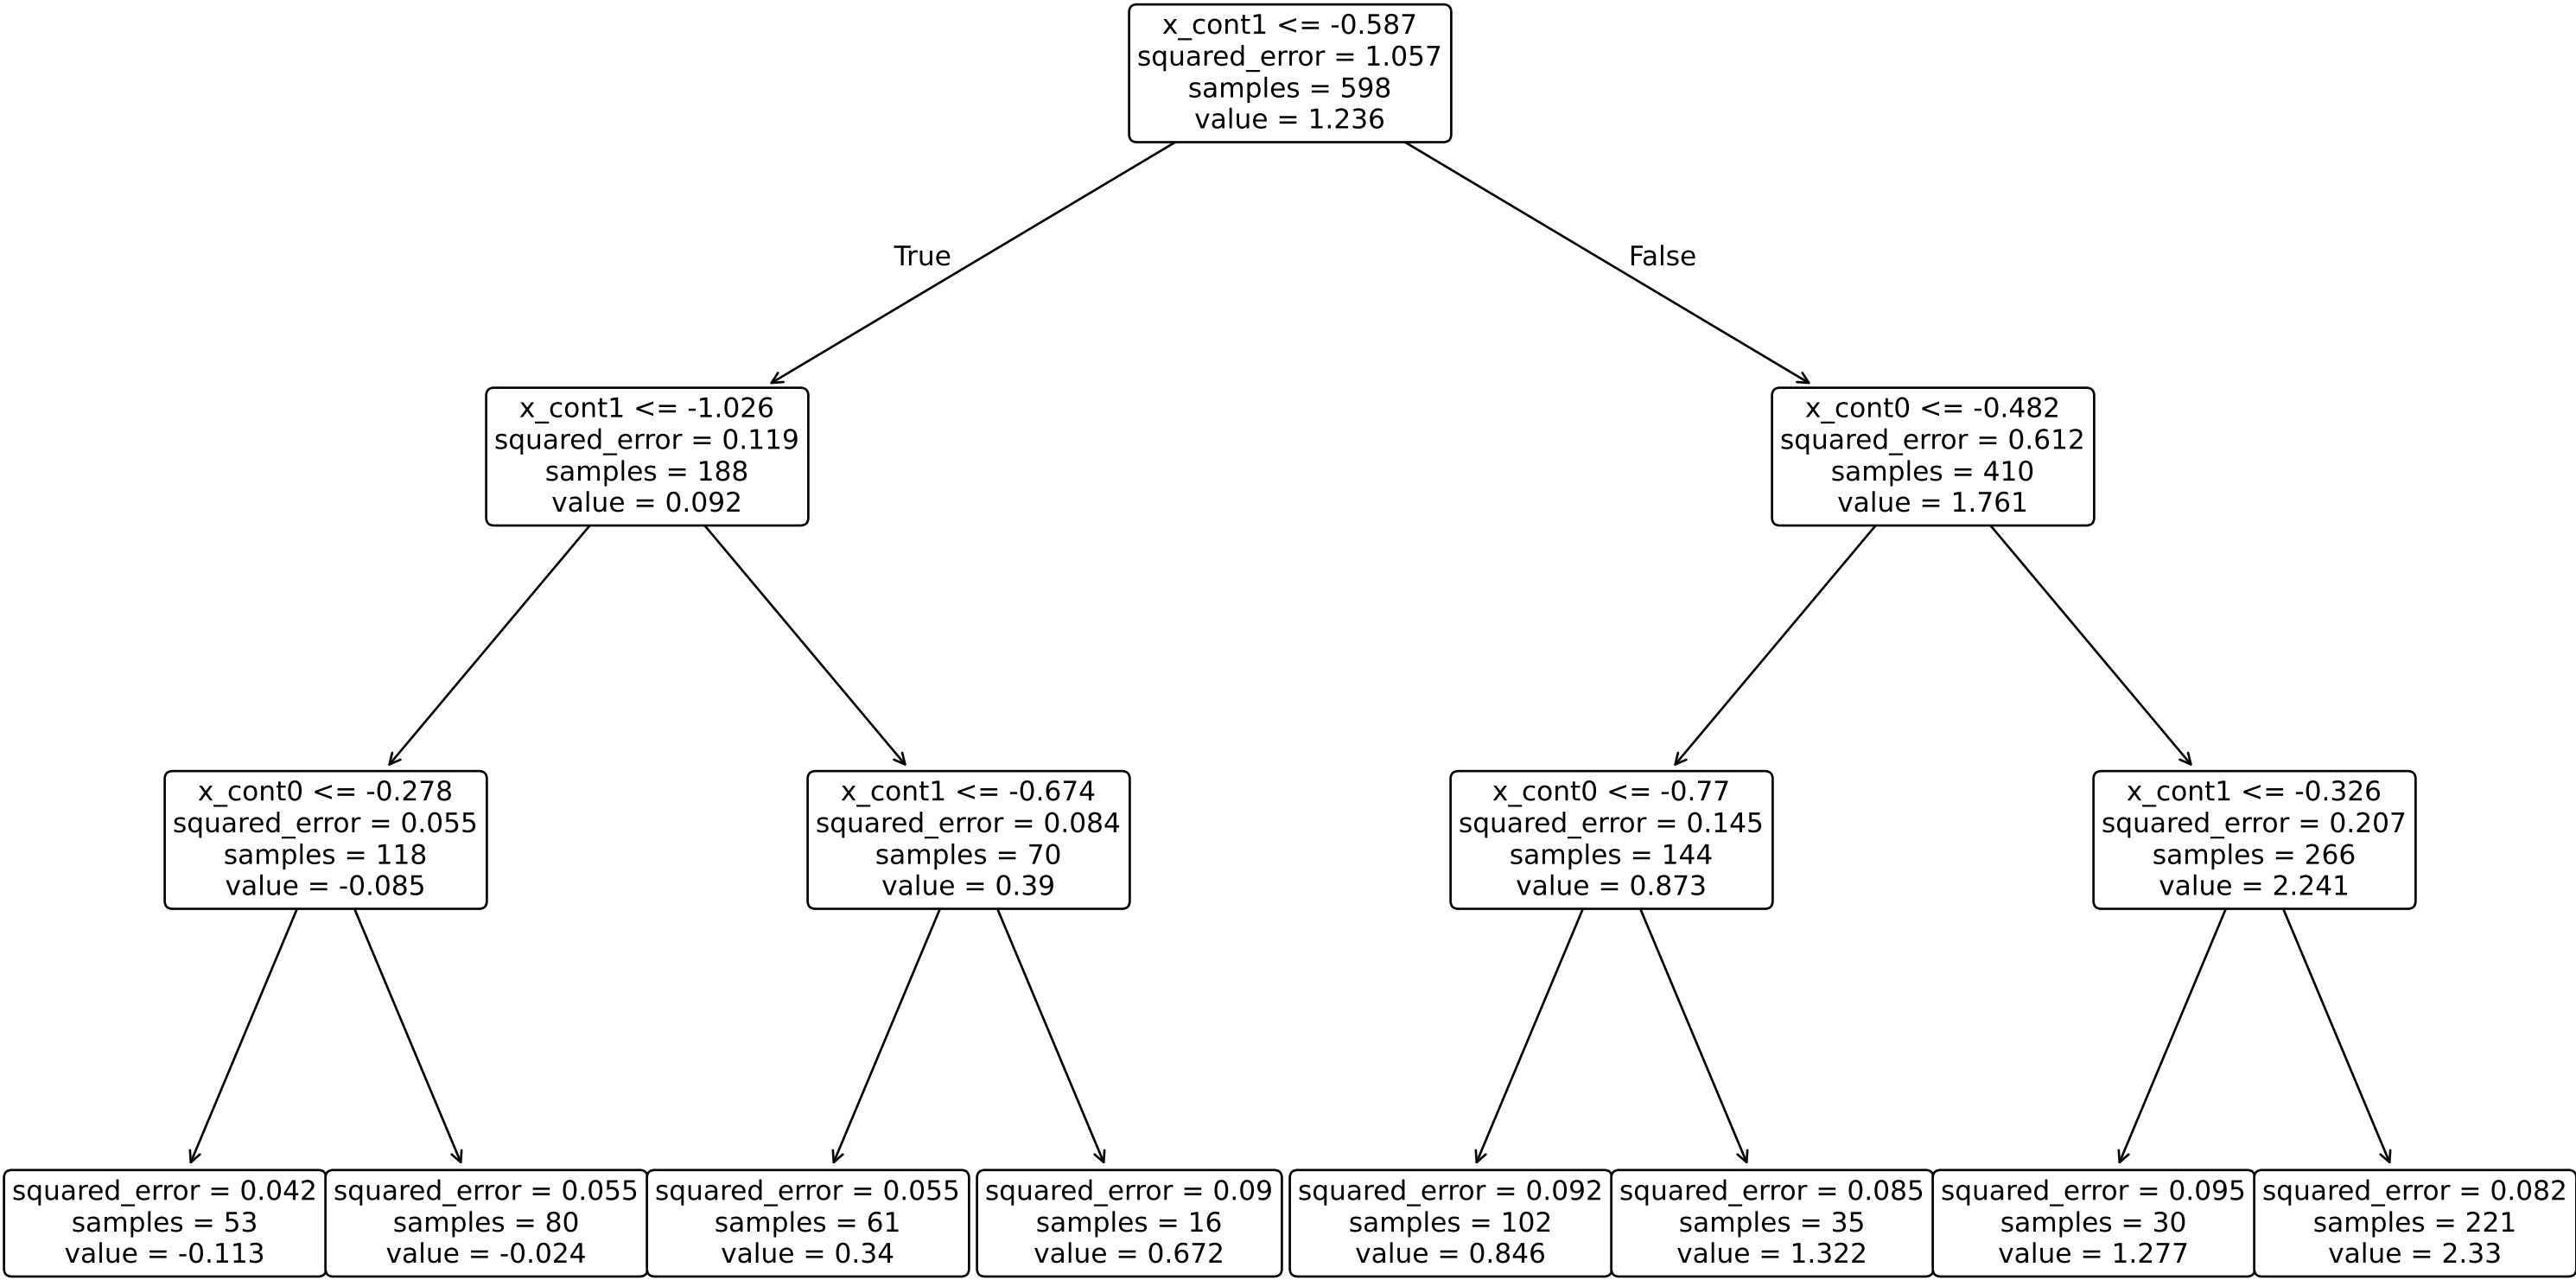 x_cont1 <= -0.587
squared_error = 1.057
samples = 598
value = 1.236
True
False
x_cont1 <= -1.026
squared_error = 0.119
samples = 188
value = 0.092
x_cont0 <= -0.482
squared_error = 0.612
samples = 410
value = 1.761
x_cont0 <= -0.278
squared_error = 0.055
samples = 118
value = -0.085
x_cont1 <= -0.674
squared_error = 0.084
samples = 70
value = 0.39
x_cont0 <= -0.77
squared_error = 0.145
samples = 144
value = 0.873
x_cont1 <= -0.326
squared_error = 0.207
samples = 266
value = 2.241
squared_error = 0.042
samples = 53
value = -0.113
squared_error = 0.055
samples = 80
value = -0.024
squared_error = 0.055
samples = 61
value = 0.34
squared_error = 0.09
samples = 16
value = 0.672
squared_error = 0.092
samples = 102
value = 0.846
squared_error = 0.085
samples = 35
value = 1.322
squared_error = 0.095
samples = 30
value = 1.277
squared_error = 0.082
samples = 221
value = 2.33